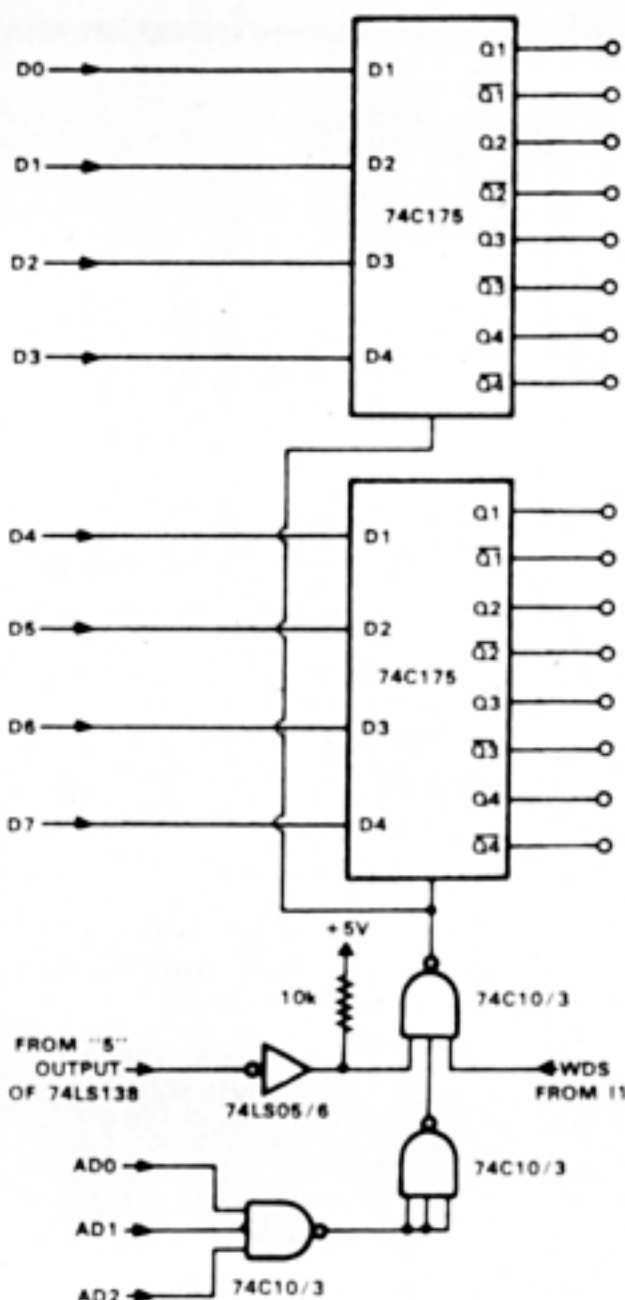 D0
D1
Q1
Q̅1̅
D1
D2
Q2
Q̅2̅
74C175
D2
D3
Q3
Q̅3̅
D3
D4
Q4
Q̅4̅
D4
D1
Q1
Q̅1̅
D5
D2
Q2
Q̅2̅
74C175
D6
D3
Q3
Q̅3̅
D7
D4
Q4
Q̅4̅
+5V
10k
74C10/3
FROM "5"
OUTPUT
OF 74LS138
74LS05/6
WDS
FROM I1
74C10/3
AD0
AD1
AD2
74C10/3